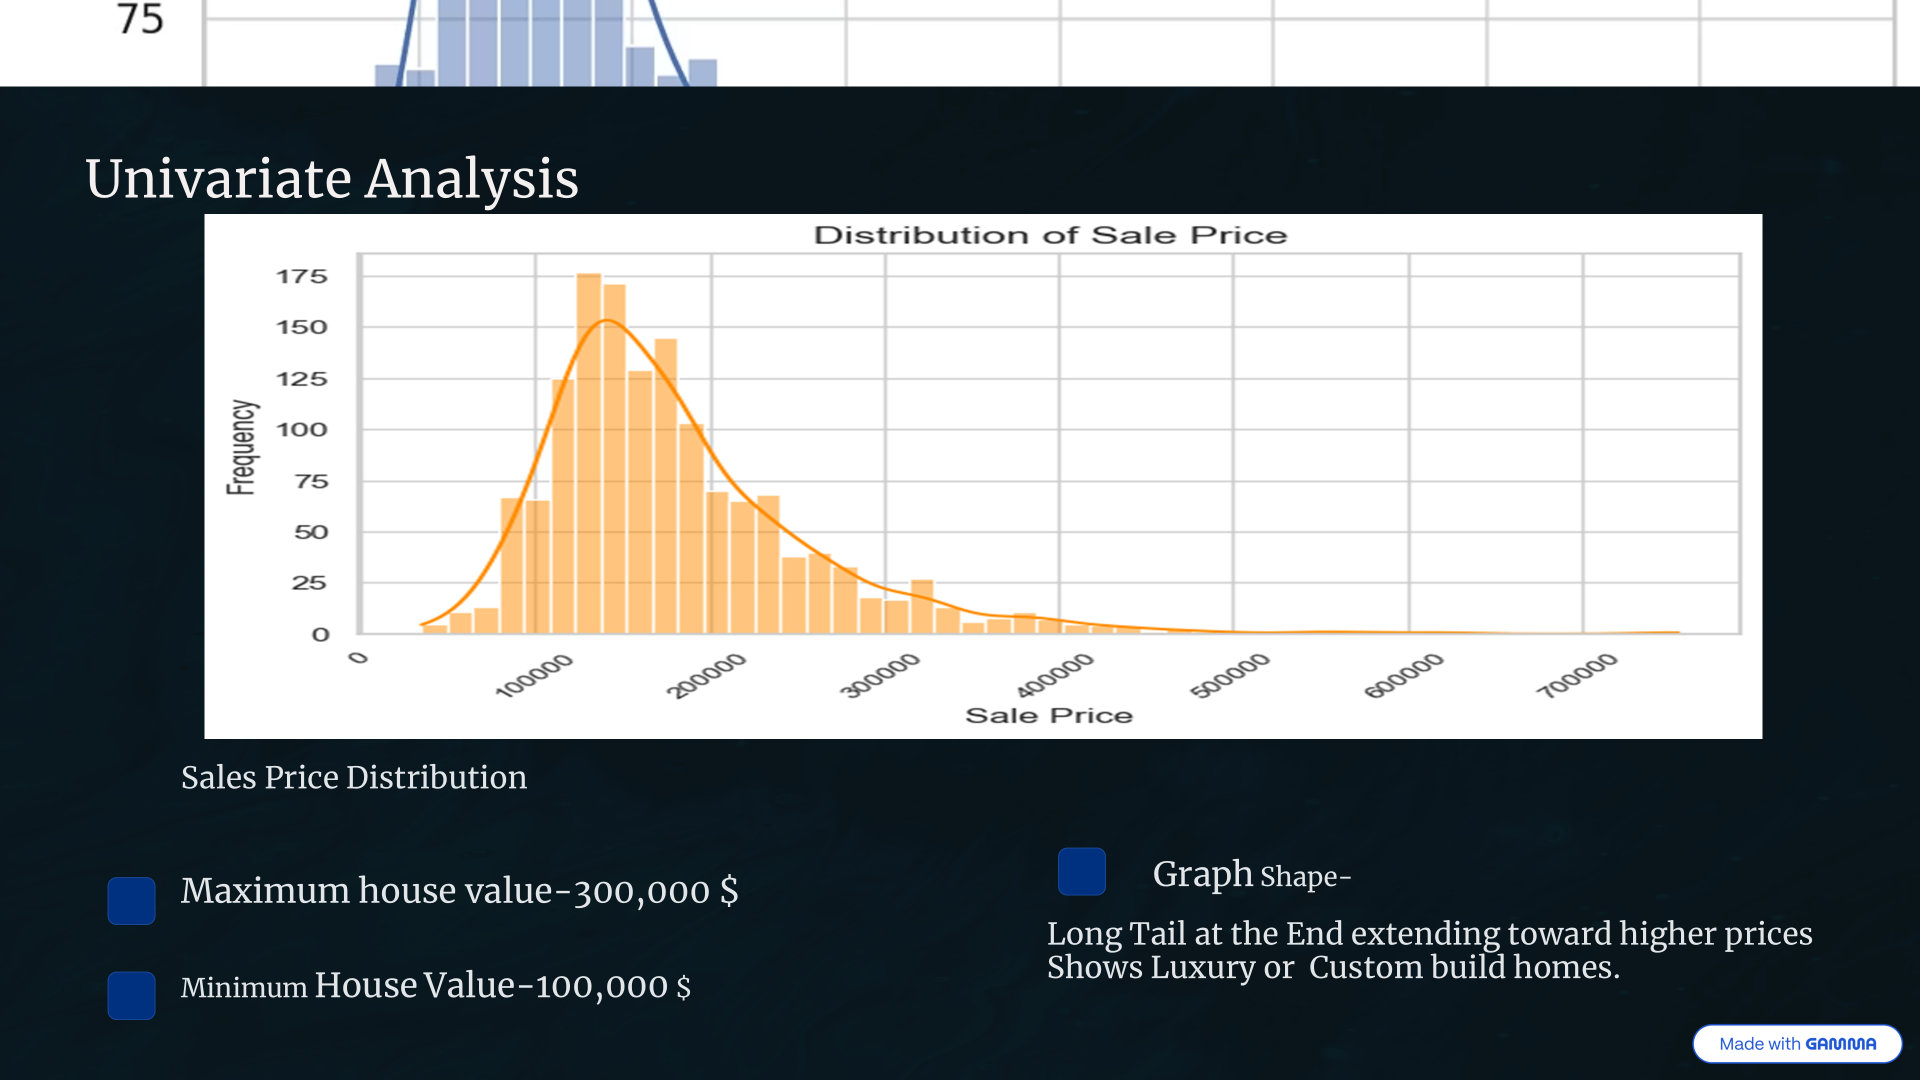 75
Univariate Analysis
Distribution of Sale Price
175
150
125
100
75
50
25
0
Frequency
0
100000
200000
300000
400000
500000
600000
700000
Sale Price
Sales Price Distribution
Maximum house value-300,000 $
Minimum House Value-100,000 $
Graph Shape-
Long Tail at the End extending toward higher prices
Shows Luxury or Custom build homes.
Made with GAMMA